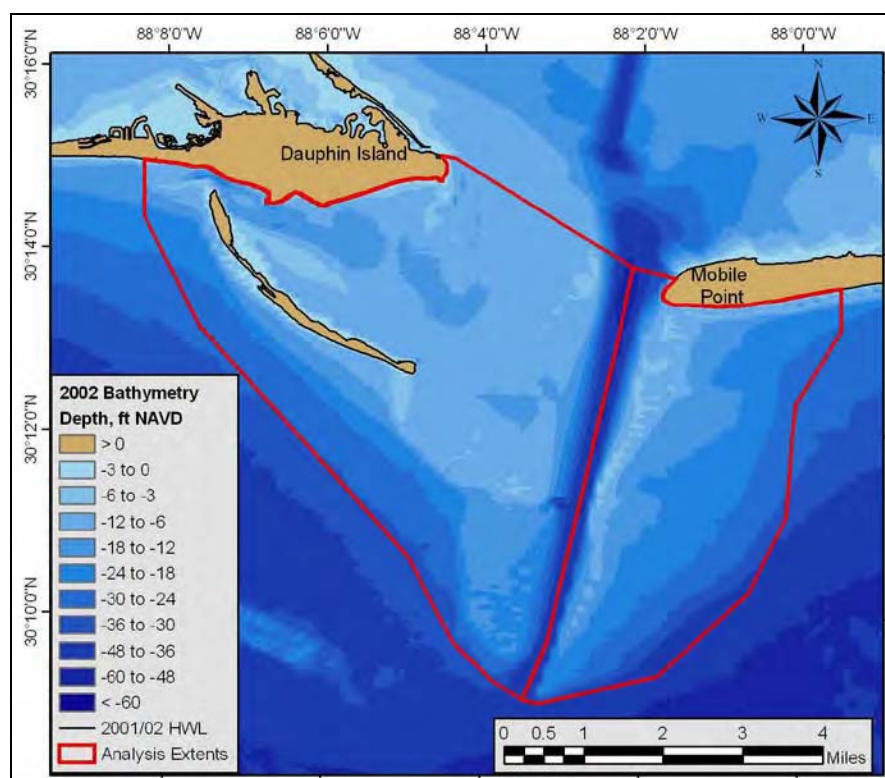 88°8'0"W 88°6'0"W 88°4'0"W 88°2'0"W 88°0'0"W
30°16'0"N
N
W E
S
Dauphin Island
30°14'0"N
Mobile
Point
30°12'0"N
30°10'0"N
2002 Bathymetry
Depth, ft NAVD
> 0
-3 to 0
-6 to -3
-12 to -6
-18 to -12
-24 to -18
-30 to -24
-36 to -30
-48 to -36
-60 to -48
< -60
2001/02 HWL
Analysis Extents
0 0.5 1 2 3 4
Miles